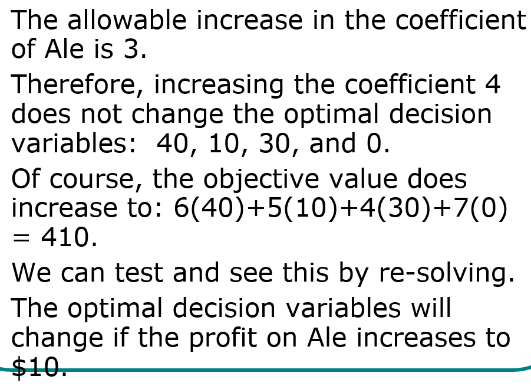 The allowable increase in the coefficient
of Ale is 3.
Therefore, increasing the coefficient 4
does not change the optimal decision
variables:  40, 10, 30, and 0.
Of course, the objective value does
increase to: 6(40)+5(10)+4(30)+7(0)
= 410.
We can test and see this by re-solving.
The optimal decision variables will
change if the profit on Ale increases to
$10.